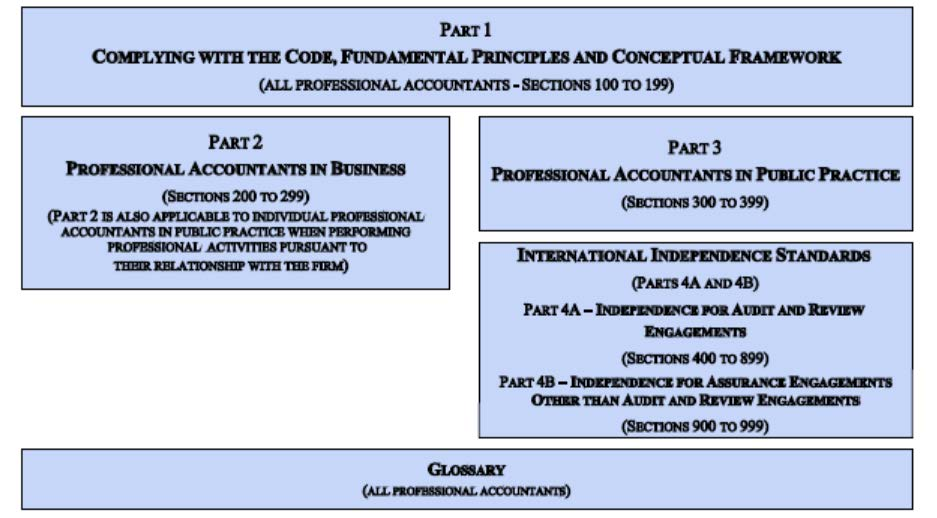 PART 1
COMPLYING WITH THE CODE, FUNDAMENTAL PRINCIPLES AND CONCEPTUAL FRAMEWORK
(ALL PROFESSIONAL ACCOUNTANTS - SECTIONS 100 TO 199)
PART 2
PROFESSIONAL ACCOUNTANTS IN BUSINESS
(SECTIONS 200 TO 299)
(PART 2 IS ALSO APPLICABLE TO INDIVIDUAL PROFESSIONAL
ACCOUNTANTS IN PUBLIC PRACTICE WHEN PERFORMING
PROFESSIONAL ACTIVITIES PURSUANT TO
THEIR RELATIONSHIP WITH THE FIRM)
PART 3
PROFESSIONAL ACCOUNTANTS IN PUBLIC PRACTICE
(SECTIONS 300 TO 399)
INTERNATIONAL INDEPENDENCE STANDARDS
(PARTS 4A AND 4B)
PART 4A – INDEPENDENCE FOR AUDIT AND REVIEW
ENGAGEMENTS
(SECTIONS 400 TO 899)
PART 4B – INDEPENDENCE FOR ASSURANCE ENGAGEMENTS
OTHER THAN AUDIT AND REVIEW ENGAGEMENTS
(SECTIONS 900 TO 999)
GLOSSARY
(ALL PROFESSIONAL ACCOUNTANTS)